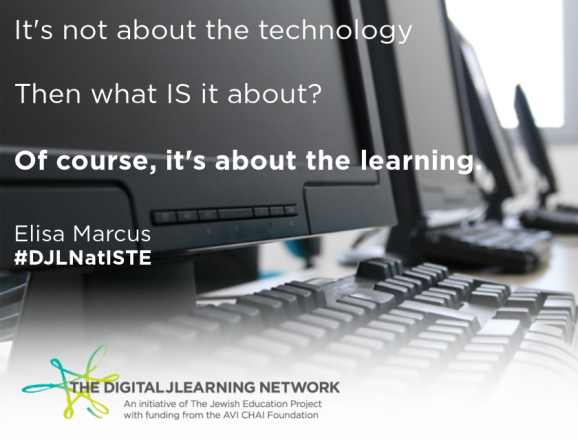 It's not about the technology
Then what IS it about?
Of course, it's about the learning.
Elisa Marcus
#DJLNatISTE
THE DIGITAL JLEARNING NETWORK
An initiative of The Jewish Education Project
with funding from the AVI CHAI Foundation